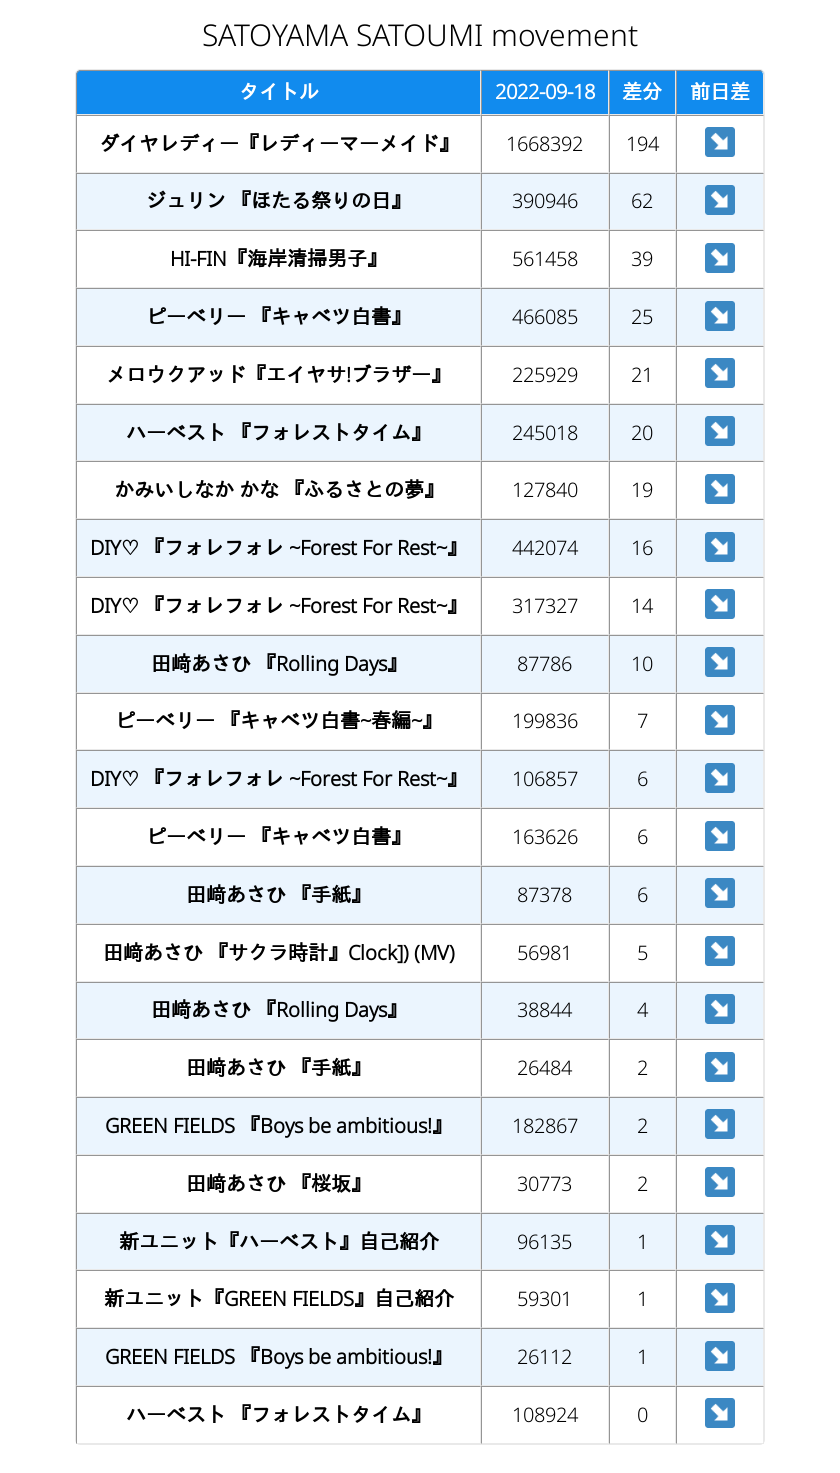 SATOYAMA SATOUMI movement
タイトル 2022-09-18 差分 前日差
ダイヤレディー『レディーマーメイド』 1668392 194
ジュリン 『ほたる祭りの日』 390946 62
HI-FIN『海岸清掃男子』 561458 39
ピーベリー 『キャベツ白書』 466085 25
メロウクアッド『エイヤサ!ブラザー』 225929 21
ハーベスト 『フォレストタイム』 245018 20
かみいしなか かな 『ふるさとの夢』 127840 19
DIY♡ 『フォレフォレ ~Forest For Rest~』 442074 16
DIY♡ 『フォレフォレ ~Forest For Rest~』 317327 14
田﨑あさひ 『Rolling Days』 87786 10
ピーベリー 『キャベツ白書~春編~』 199836 7
DIY♡ 『フォレフォレ ~Forest For Rest~』 106857 6
ピーベリー 『キャベツ白書』 163626 6
田﨑あさひ 『手紙』 87378 6
田﨑あさひ 『サクラ時計』Clock]) (MV) 56981 5
田﨑あさひ 『Rolling Days』 38844 4
田﨑あさひ 『手紙』 26484 2
GREEN FIELDS 『Boys be ambitious!』 182867 2
田﨑あさひ 『桜坂』 30773 2
新ユニット『ハーベスト』自己紹介 96135 1
新ユニット『GREEN FIELDS』自己紹介 59301 1
GREEN FIELDS 『Boys be ambitious!』 26112 1
ハーベスト 『フォレストタイム』 108924 0